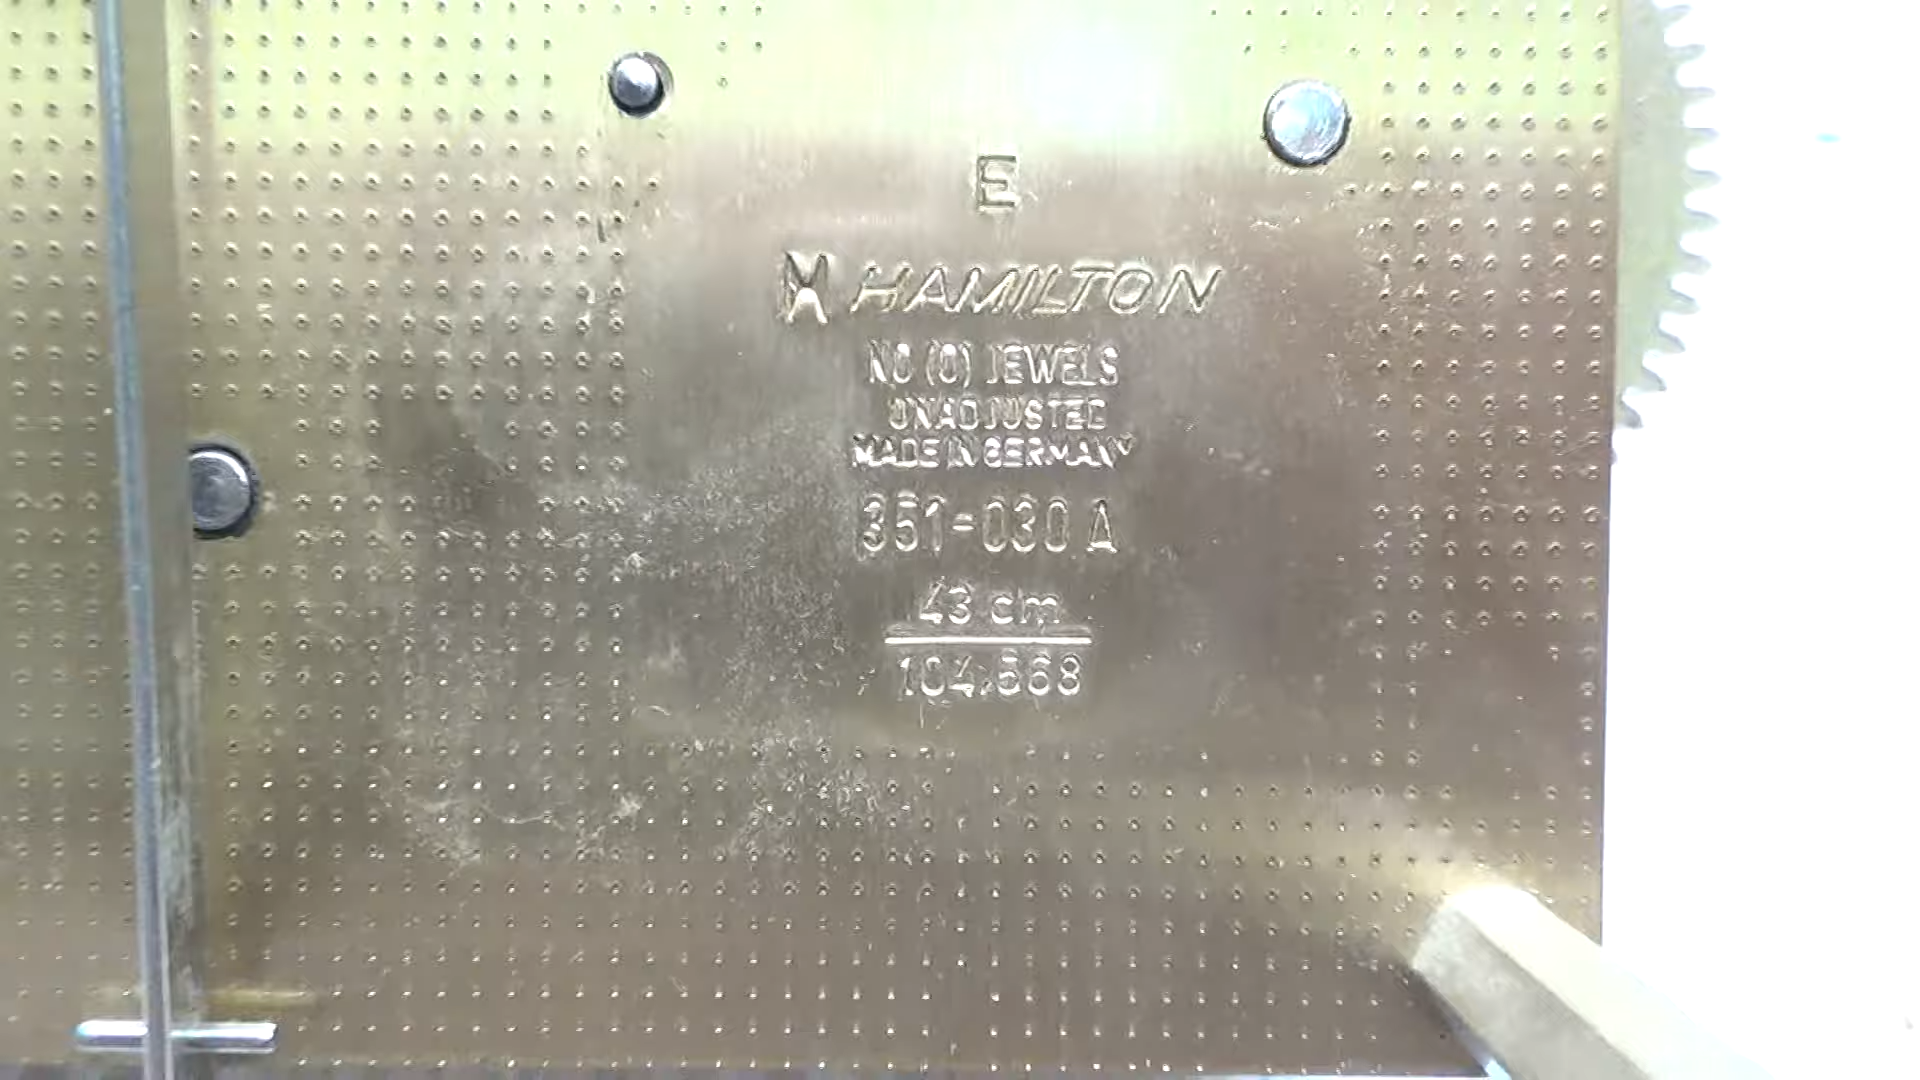 E
HAMILTON
NO (0) JEWELS
UNADJUSTED
MADE IN GERMANY
351-030 A
43 cm
104.568